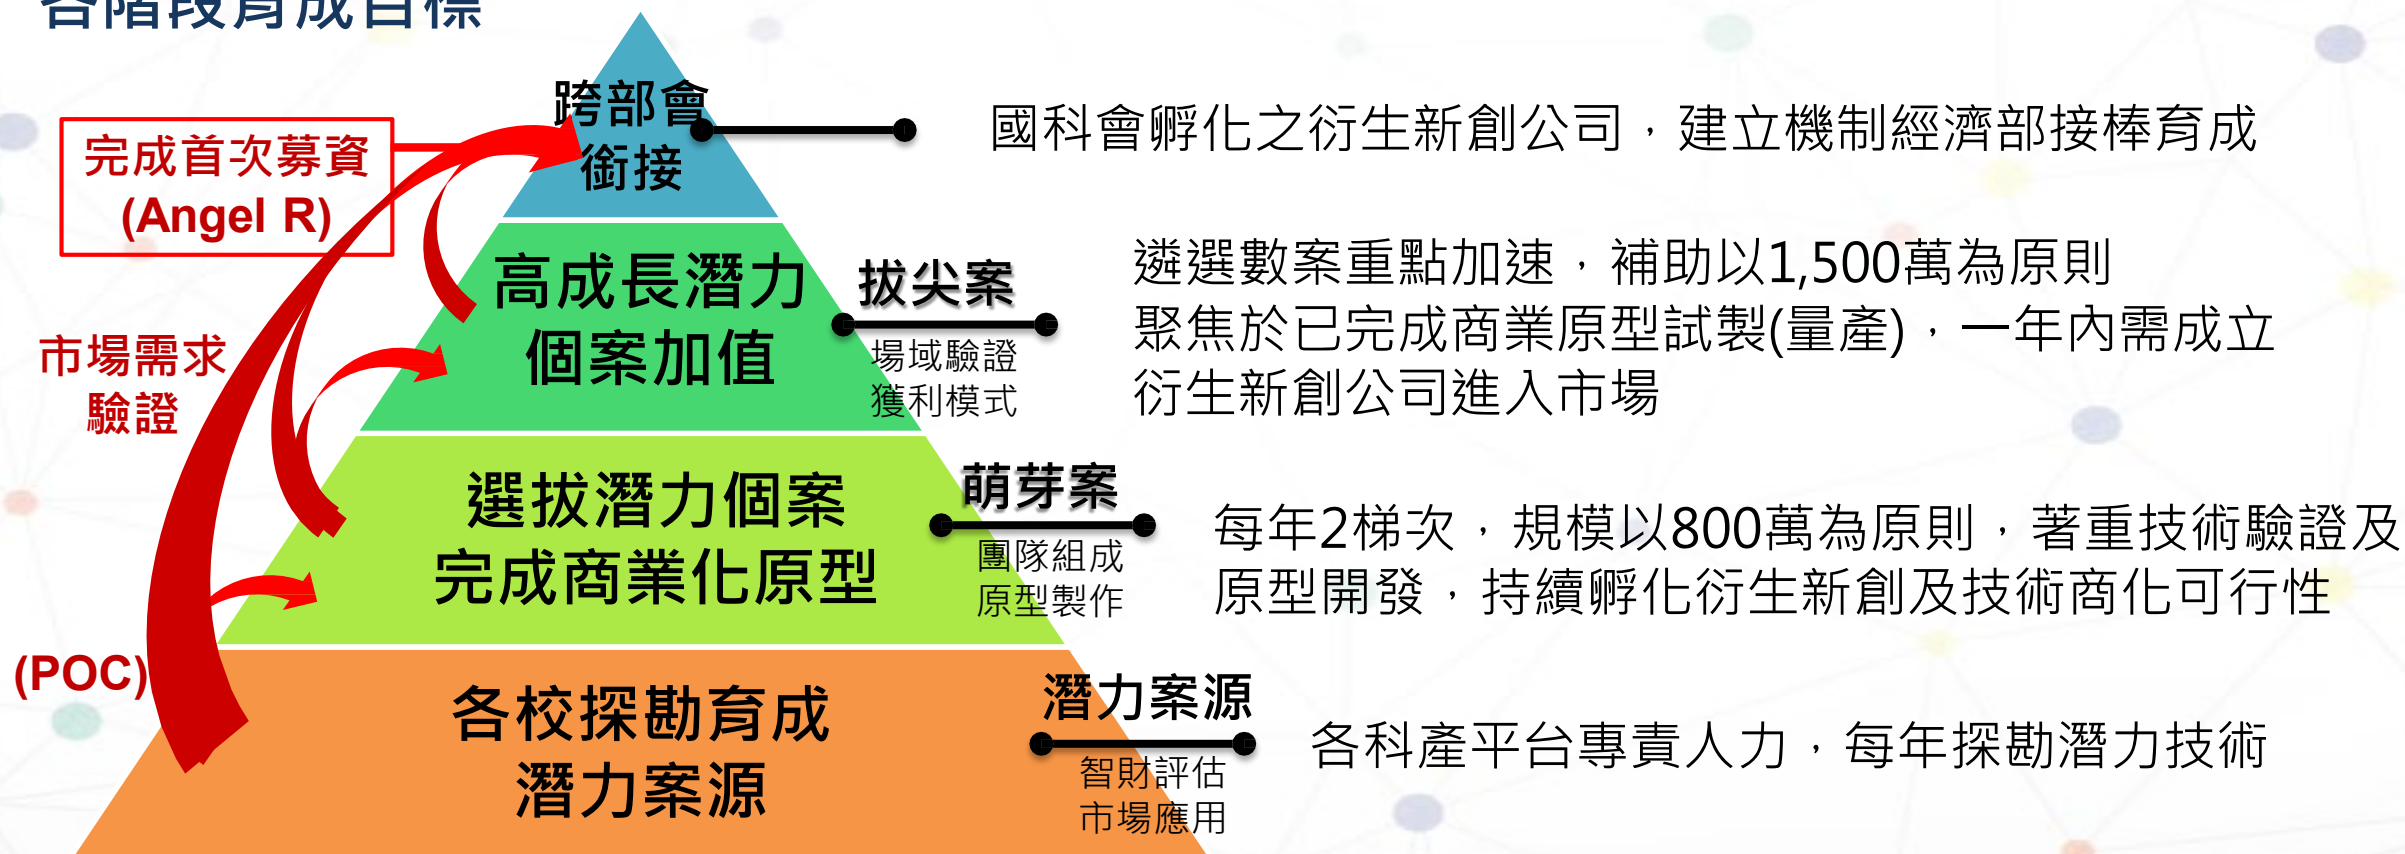 各階段育成目標
跨部會
銜接
國科會孵化之衍生新創公司，建立機制經濟部接棒育成
完成首次募資
(Angel R)
高成長潛力
個案加值
拔尖案
場域驗證
獲利模式
遴選數案重點加速，補助以1,500萬為原則
聚焦於已完成商業原型試製(量產)，一年內需成立
衍生新創公司進入市場
市場需求
驗證
選拔潛力個案
完成商業化原型
萌芽案
團隊組成
原型製作
每年2梯次，規模以800萬為原則，著重技術驗證及
原型開發，持續孵化衍生新創及技術商化可行性
(POC)
各校探勘育成
潛力案源
潛力案源
智財評估
市場應用
各科產平台專責人力，每年探勘潛力技術